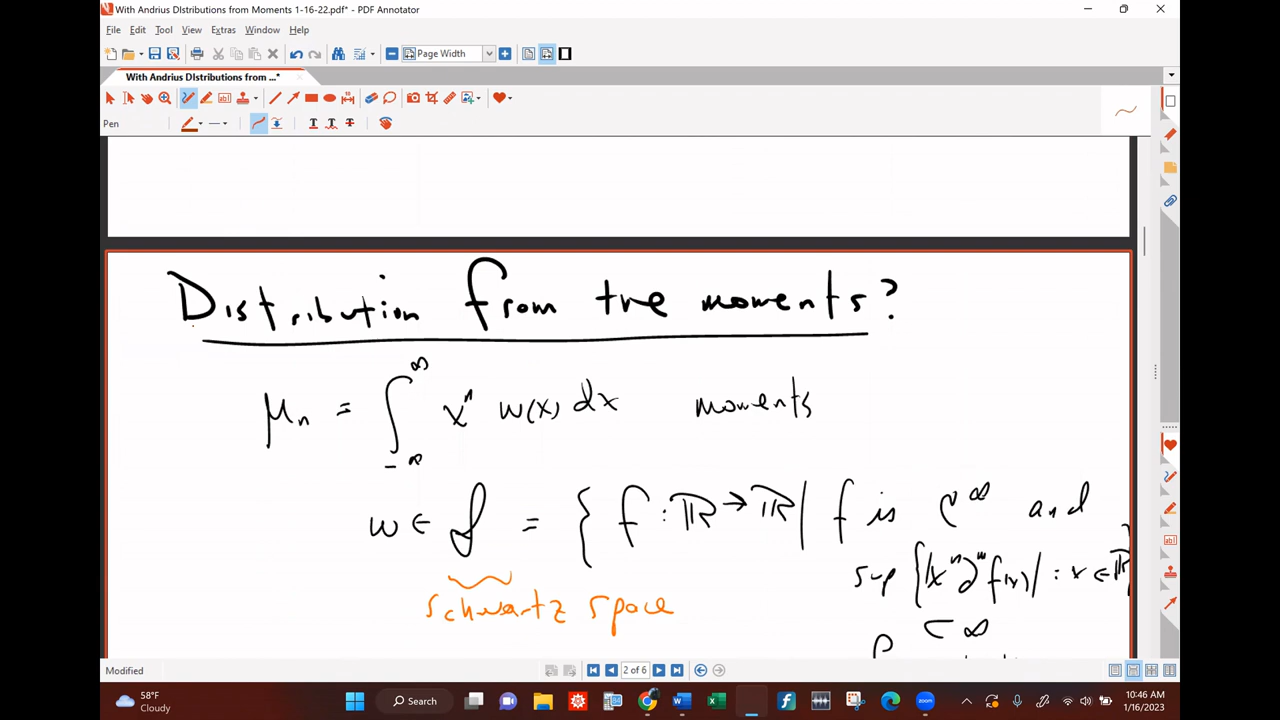 With Andrius DIstributions from Moments 1-16-22.pdf* - PDF Annotator
File Edit Tool View Extras Window Help
Page Width
With Andrius DIstributions from ...*
Pen
Distribution from the moments?
μn = ∫_{-∞}^{∞} x^n w(x) dx moments
w ∈ 𝒮 = { f : ℝ → ℝ | f is C^∞ and
sup { |x^n ∂^m f(x)| : x ∈ ℝ }
< ∞
Schwartz space
Modified
2 of 6
58°F
Cloudy
Search
10:46 AM
1/16/2023